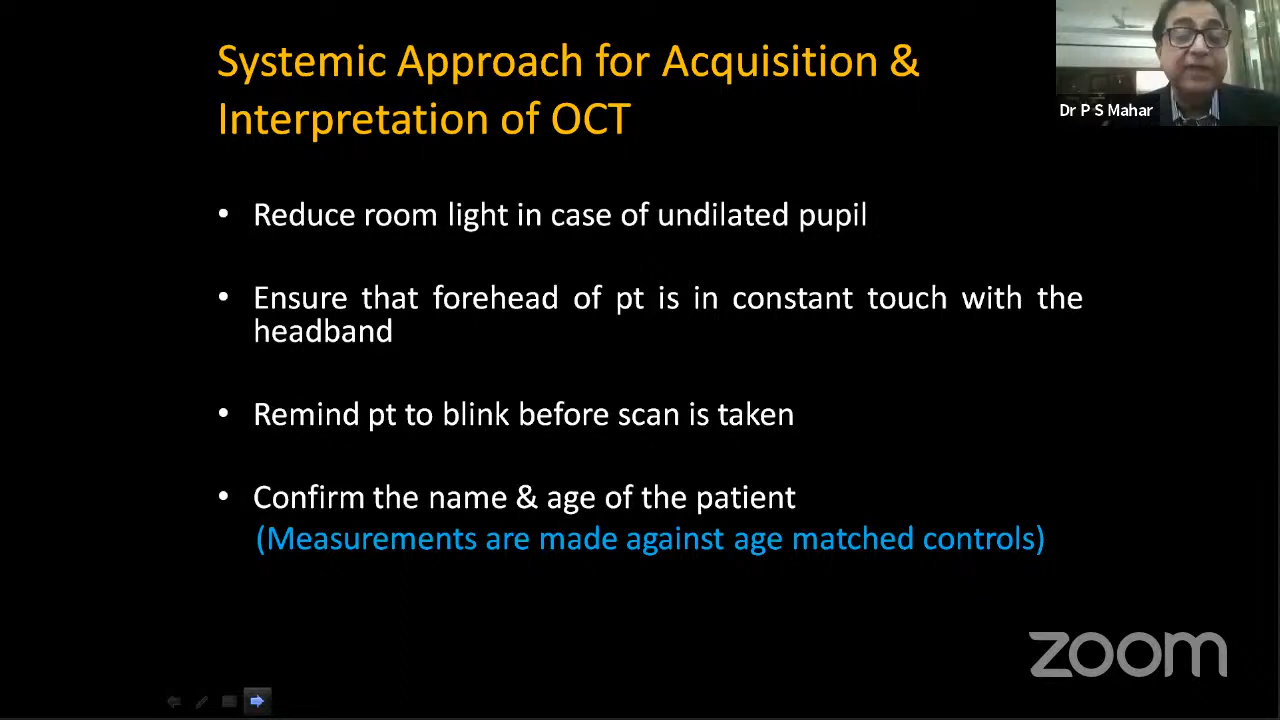 Systemic Approach for Acquisition &
Interpretation of OCT
Dr P S Mahar
• Reduce room light in case of undilated pupil
• Ensure that forehead of pt is in constant touch with the
headband
• Remind pt to blink before scan is taken
• Confirm the name & age of the patient
(Measurements are made against age matched controls)
zoom